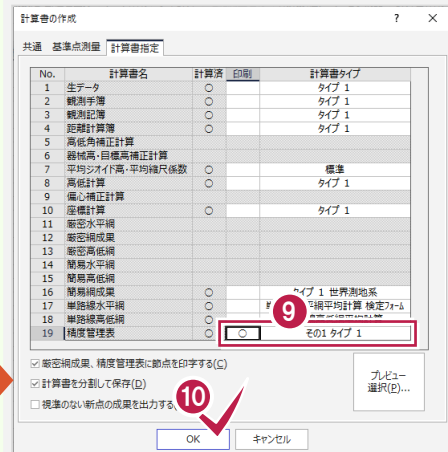 計算書の作成 ? ×
共通 基準点測量 計算書指定
No. 計算書名 計算済 印刷 計算書タイプ
1 生データ ○ タイプ 1
2 観測手簿 ○ タイプ 1
3 観測記簿 ○ タイプ 1
4 距離計算簿 ○ タイプ 1
5 高低角補正計算
6 器械高・目標高補正計算
7 平均ジオイド高・平均縮尺係数 ○ 標準
8 高低計算 ○ タイプ 1
9 偏心補正計算
10 座標計算 ○ タイプ 1
11 厳密水平網
12 厳密網成果
13 厳密高低網
14 簡易水平網
15 簡易高低網
16 簡易網成果 ○ タイプ 1 世界測地系
17 単路線水平網 ○ 平網平均計算 検定フォーム
18 単路線高低網 ○
19 精度管理表 ○ ○ その1 タイプ 1
9
厳密網成果、精度管理表に節点を印字する(C)
計算書を分割して保存(D)
視準のない新点の成果を出力する
プレビュー
選択(P)...
10
OK キャンセル